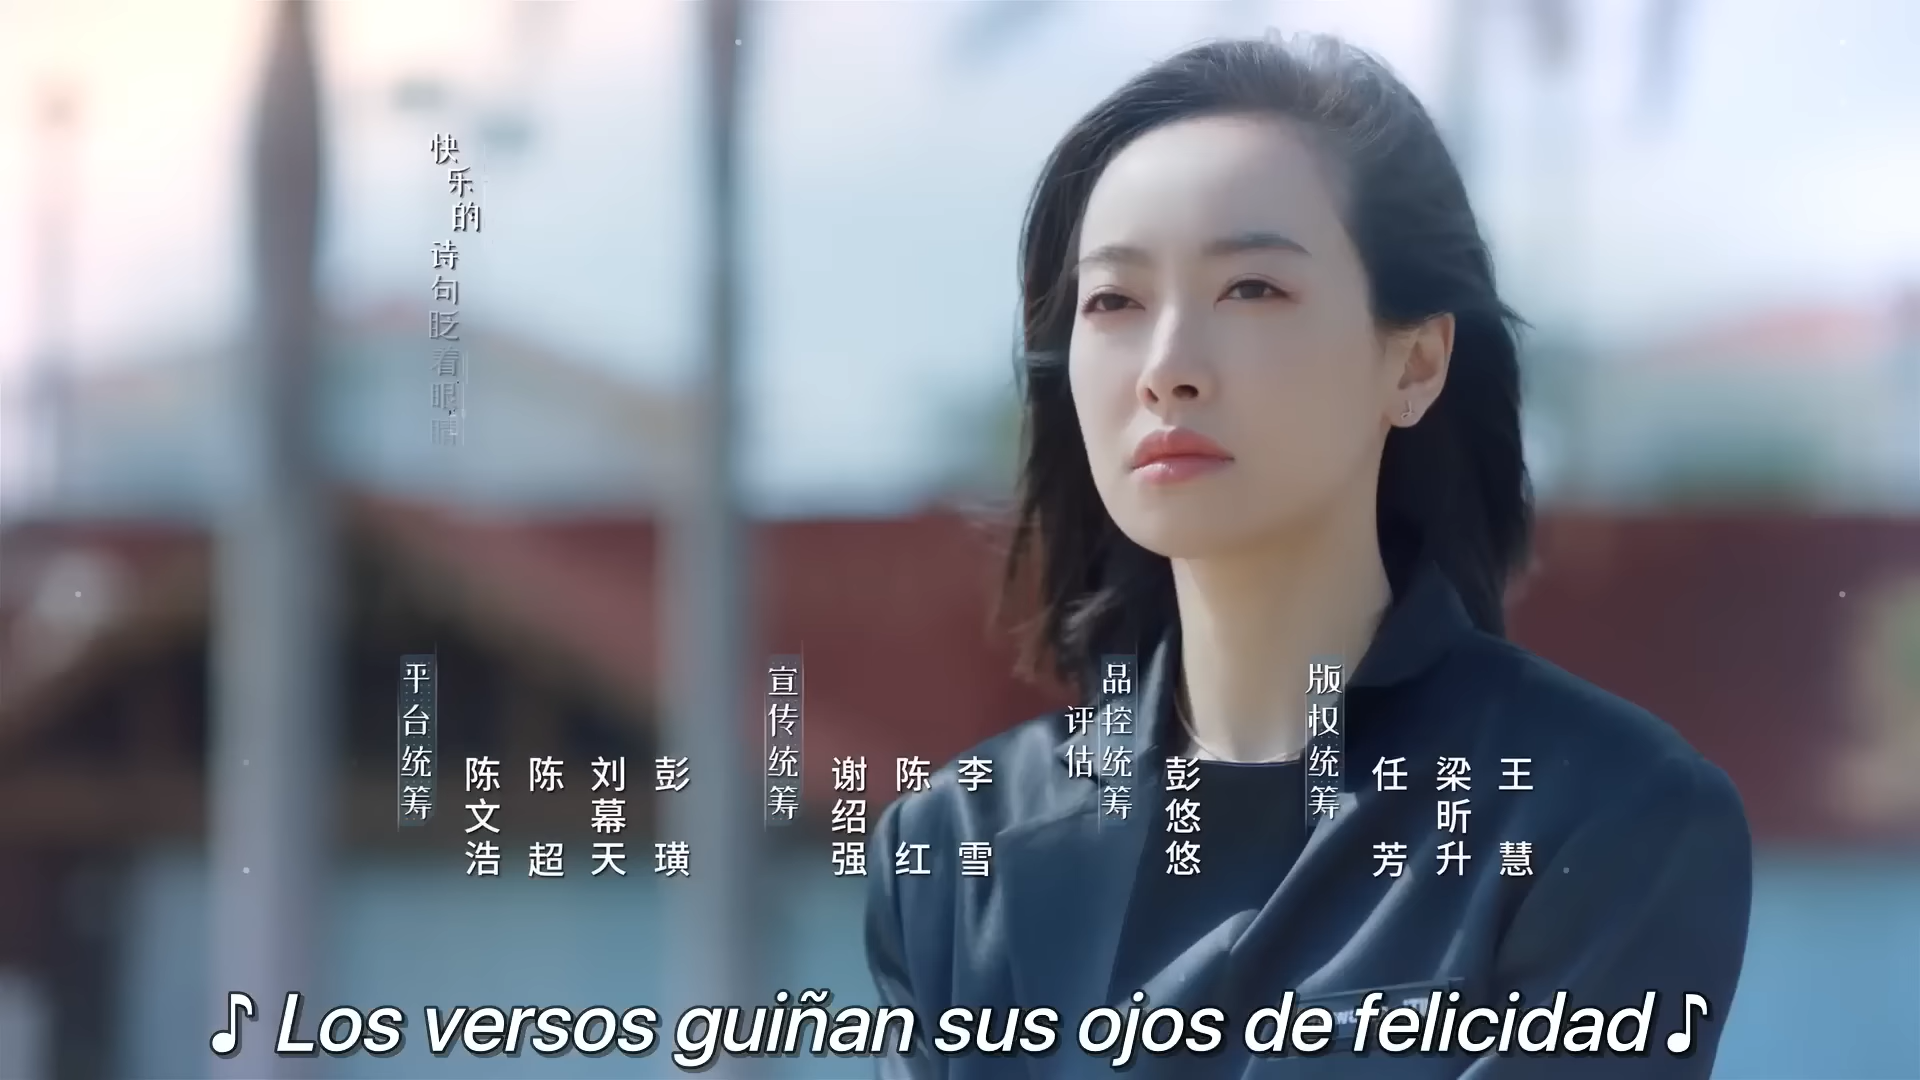 快乐的诗句眨着眼睛
平台统筹
陈文浩
陈超
刘幕天
彭璜
宣传统筹
谢绍强
陈红
李雪
品控统筹
评估
彭悠悠
版权统筹
任芳
梁昕升
王慧
♪ Los versos guiñan sus ojos de felicidad ♪